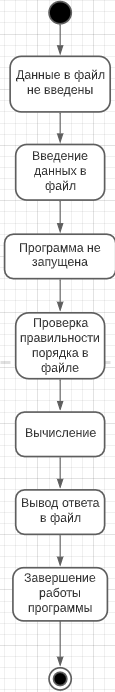 Данные в файл
не введены
Введение
данных в
файл
Программа не
запущена
Проверка
правильности
порядка в
файле
Вычисление
Вывод ответа
в файл
Завершение
работы
программы